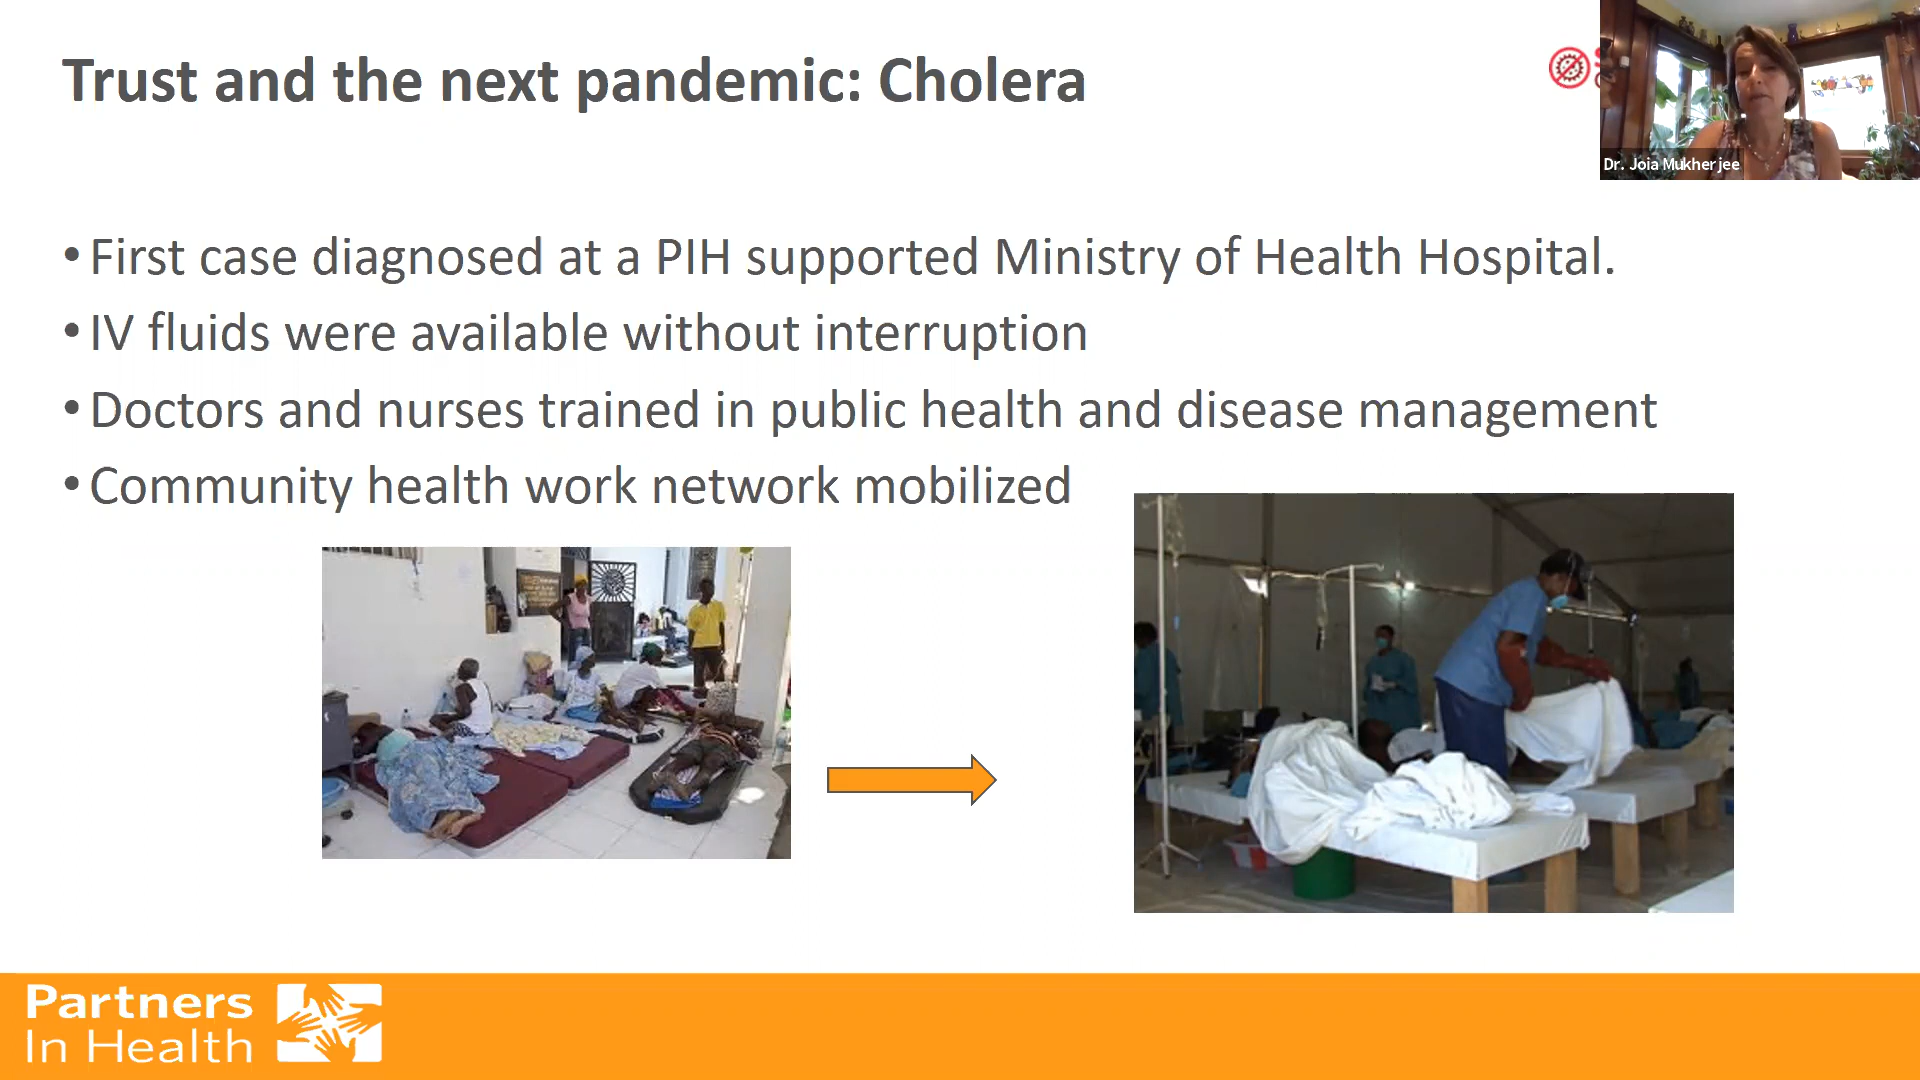 Trust and the next pandemic: Cholera
Dr. Joia Mukherjee
• First case diagnosed at a PIH supported Ministry of Health Hospital.
• IV fluids were available without interruption
• Doctors and nurses trained in public health and disease management
• Community health work network mobilized
Partners
In Health